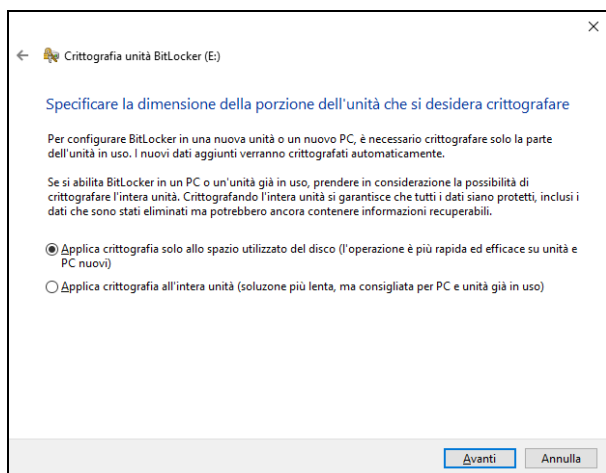 Crittografia unità BitLocker (E:)
Specificare la dimensione della porzione dell'unità che si desidera crittografare
Per configurare BitLocker in una nuova unità o un nuovo PC, è necessario crittografare solo la parte
dell'unità in uso. I nuovi dati aggiunti verranno crittografati automaticamente.
Se si abilita BitLocker in un PC o un'unità già in uso, prendere in considerazione la possibilità di
crittografare l'intera unità. Crittografando l'intera unità si garantisce che tutti i dati siano protetti, inclusi i
dati che sono stati eliminati ma potrebbero ancora contenere informazioni recuperabili.
Applica crittografia solo allo spazio utilizzato del disco (l'operazione è più rapida ed efficace su unità e
PC nuovi)
Applica crittografia all'intera unità (soluzone più lenta, ma consigliata per PC e unità già in uso)
Avanti Annulla